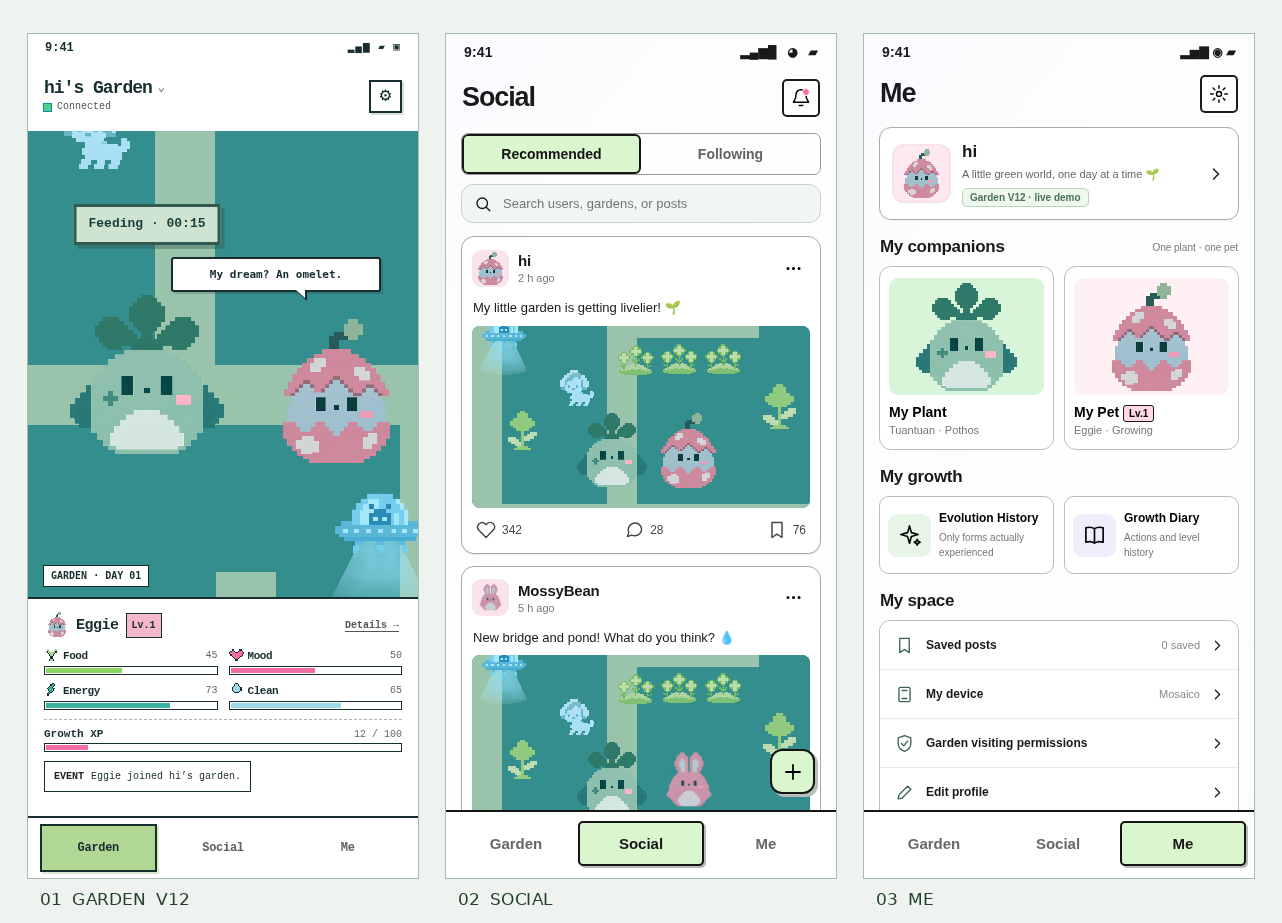 9:41
hi's Garden
Connected
Feeding · 00:15
My dream? An omelet.
GARDEN · DAY 01
Eggie Lv.1 Details →
Food 45 Mood 50
Energy 73 Clean 65
Growth XP 12 / 100
EVENT Eggie joined hi’s garden.
Garden Social Me
01 GARDEN V12
9:41
Social
Recommended Following
Search users, gardens, or posts
hi
2 h ago
My little garden is getting livelier! 🌱
342 28 76
MossyBean
5 h ago
New bridge and pond! What do you think? 💧
Garden Social Me
02 SOCIAL
9:41
Me
hi
A little green world, one day at a time 🌱
Garden V12 · live demo
My companions One plant · one pet
My Plant
Tuantuan · Pothos
My Pet Lv.1
Eggie · Growing
My growth
Evolution History
Only forms actually
experienced
Growth Diary
Actions and level
history
My space
Saved posts 0 saved
My device Mosaico
Garden visiting permissions
Edit profile
Garden Social Me
03 ME